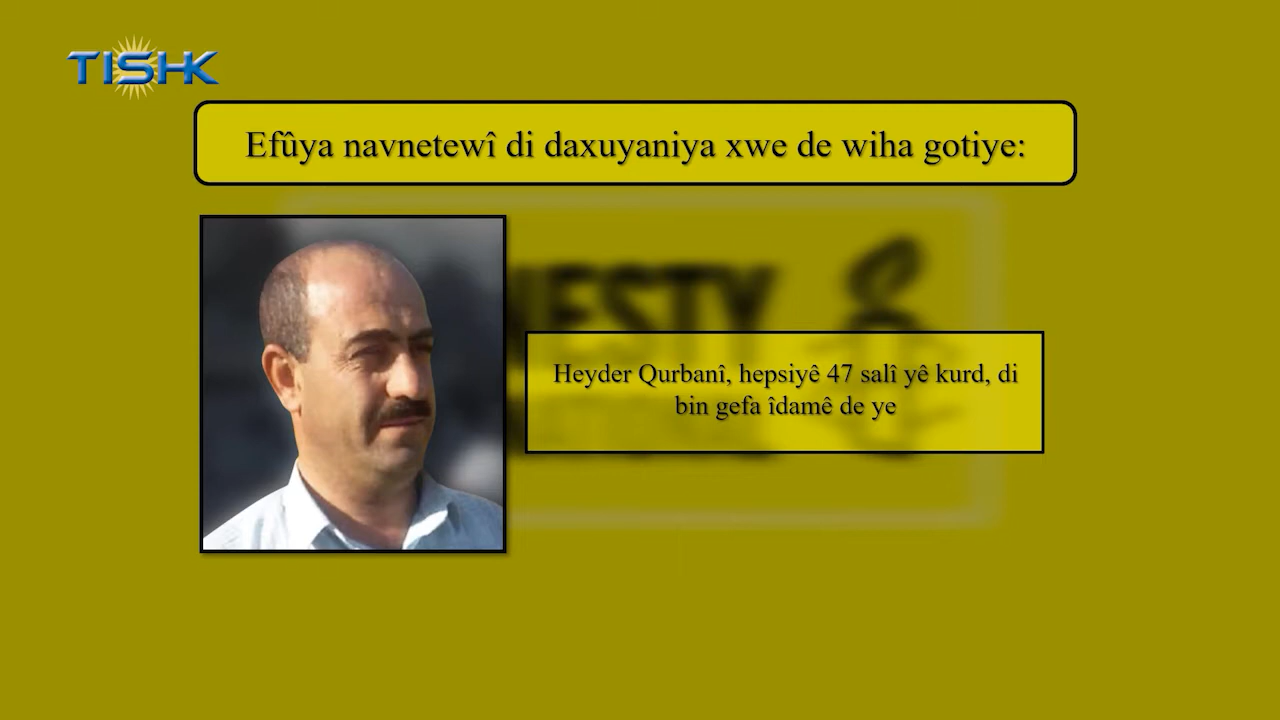 TISHK
Efûya navnetewî di daxuyaniya xwe de wiha gotiye:
NESTY
Heyder Qurbanî, hepsiyê 47 salî yê kurd, di
bin gefa îdamê de ye